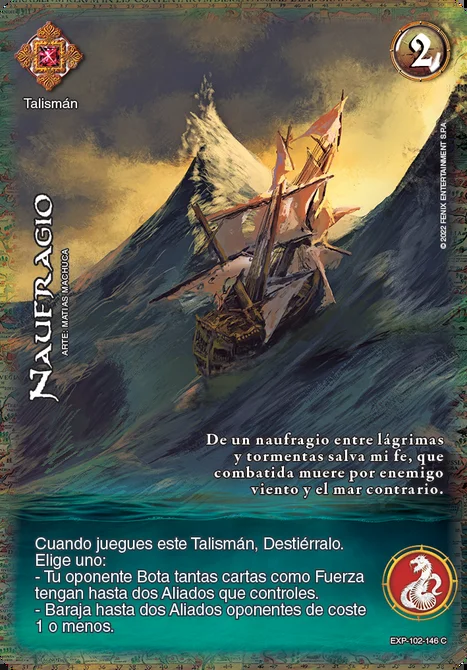 2
Talismán
NAUFRAGIO
ARTE: MATIAS MACHUCA
© 2022 FENIX ENTERTAINMENT S.P.A.
De un naufragio entre lágrimas
y tormentas salva mi fe, que
combatida muere por enemigo
viento y el mar contrario.
Cuando juegues este Talismán, Destiérralo.
Elige uno:
- Tu oponente Bota tantas cartas como Fuerza
tengan hasta dos Aliados que controles.
- Baraja hasta dos Aliados oponentes de coste
1 o menos.
EXP-102-146 C